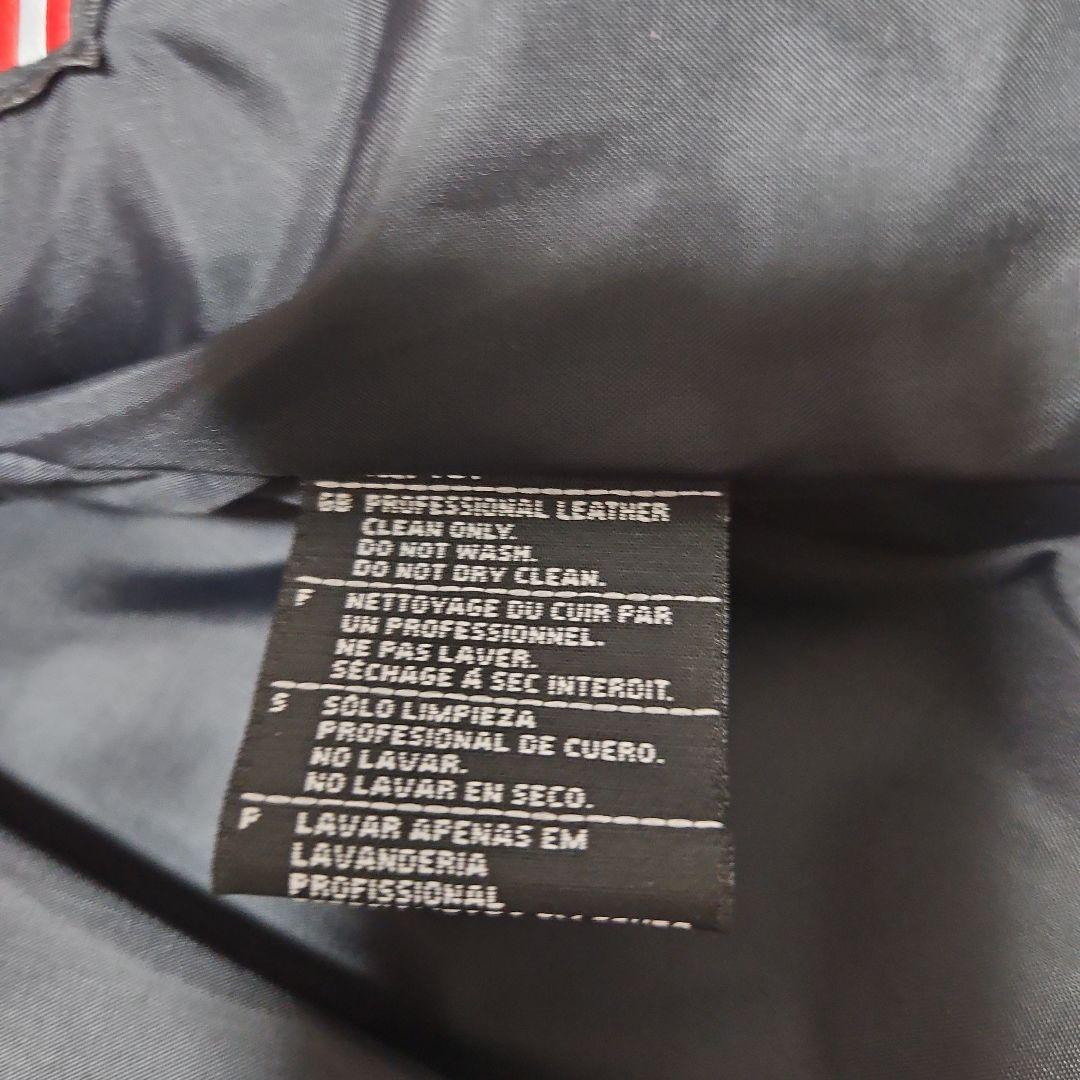 GB PROFESSIONAL LEATHER
CLEAN ONLY.
DO NOT WASH.
DO NOT DRY CLEAN.
F NETTOYAGE DU CUIR PAR
UN PROFESSIONNEL.
NE PAS LAVER.
SÉCHAGE À SEC INTERDIT.
S SOLO LIMPIEZA
PROFESIONAL DE CUERO.
NO LAVAR.
NO LAVAR EN SECO.
P LAVAR APENAS EM
LAVANDERIA
PROFISSIONAL